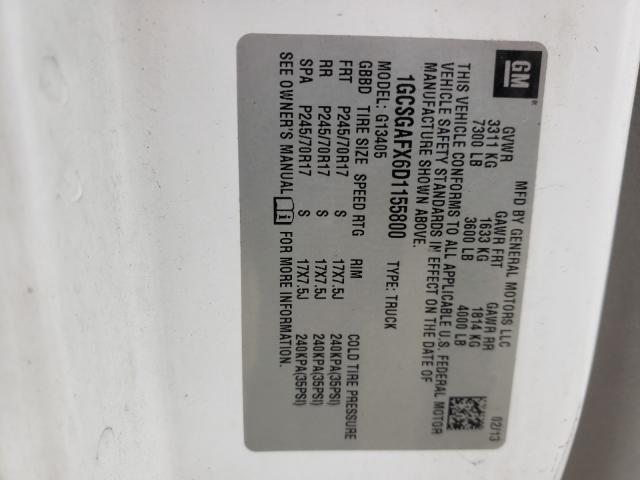 GM ®
MFD BY GENERAL MOTORS LLC 02/13
GVWR GAWR FRT GAWR RR
3311 KG 1633 KG 1814 KG
7300 LB 3600 LB 4000 LB
THIS VEHICLE CONFORMS TO ALL APPLICABLE U.S. FEDERAL MOTOR
VEHICLE SAFETY STANDARDS IN EFFECT ON THE DATE OF
MANUFACTURE SHOWN ABOVE.
1GCSGAFX6D1155800 TYPE: TRUCK
MODEL: G13405
GBBD TIRE SIZE SPEED RTG RIM COLD TIRE PRESSURE
FRT P245/70R17 S 17X7.5J 240KPA(35PSI)
RR P245/70R17 S 17X7.5J 240KPA(35PSI)
SPA P245/70R17 S 17X7.5J 240KPA(35PSI)
SEE OWNER'S MANUAL i FOR MORE INFORMATION.